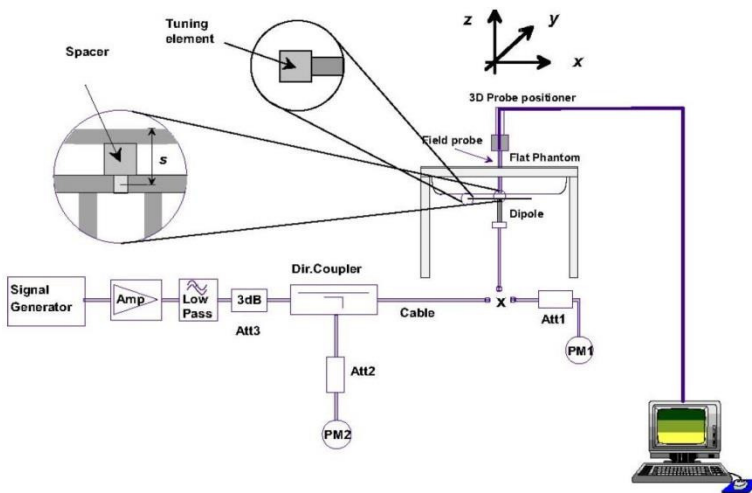 Tuning
element
Spacer
s
z
y
x
3D Probe positioner
Field probe
Flat Phantom
Dipole
Dir.Coupler
Signal
Generator
Amp
Low
Pass
3dB
Att3
Cable
x
Att1
PM1
Att2
PM2